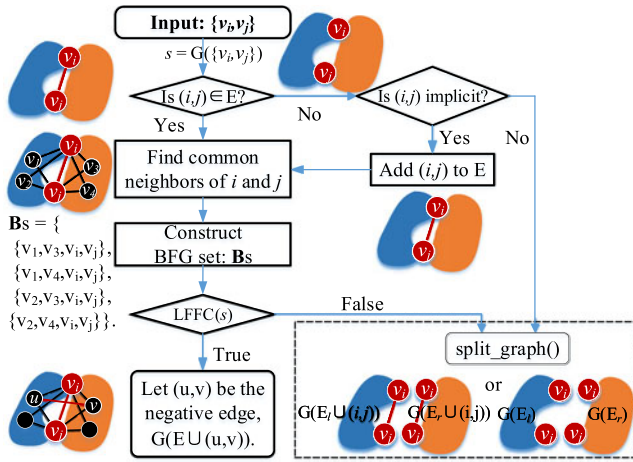 Input: {vᵢ,vⱼ}
s = G({vᵢ,vⱼ})
vᵢ
vⱼ
vᵢ
vⱼ
Is (i,j)∈E?
No
Is (i,j) implicit?
Yes
Yes
No
Find common
neighbors of i and j
Add (i,j) to E
v₁
v₂
vᵢ
vⱼ
v₃
v₄
vᵢ
vⱼ
Bs = {
{v₁,v₃,vᵢ,vⱼ},
{v₁,v₄,vᵢ,vⱼ},
{v₂,v₃,vᵢ,vⱼ},
{v₂,v₄,vᵢ,vⱼ}}.
Construct
BFG set: Bs
LFFC(s)
False
True
split_graph()
or
Let (u,v) be the
negative edge,
G(E∪(u,v)).
u
v
vᵢ
vⱼ
vᵢ vᵢ
G(Eₗ∪(i,j)) G(Eᵣ∪(i,j))
vⱼ vⱼ
vᵢ vᵢ
G(Eₗ) G(Eᵣ)
vⱼ vⱼ